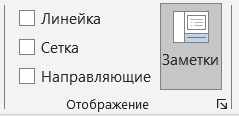 Линейка
Сетка
Направляющие
Заметки
Отображение